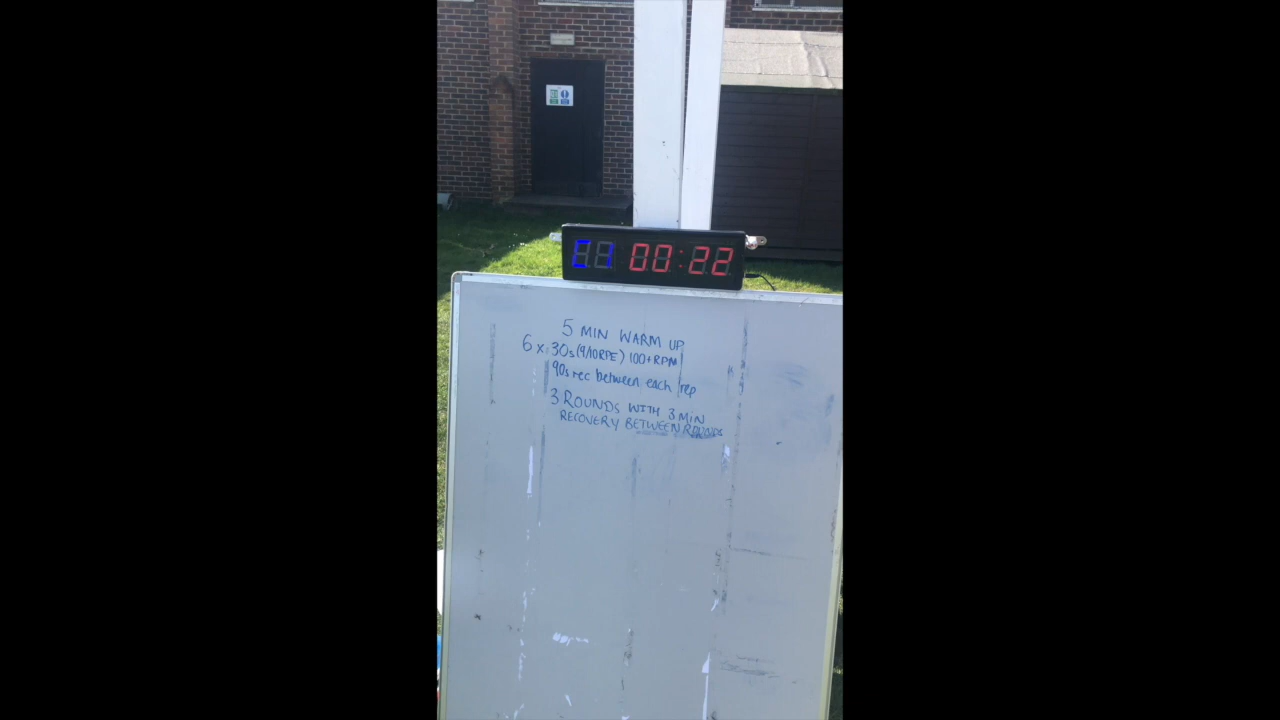 C1 00:22
5 MIN WARM UP
6 x 30s (9/10RPE) 100+RPM
90s rec between each rep
3 ROUNDS WITH 3 MIN
RECOVERY BETWEEN ROUNDS